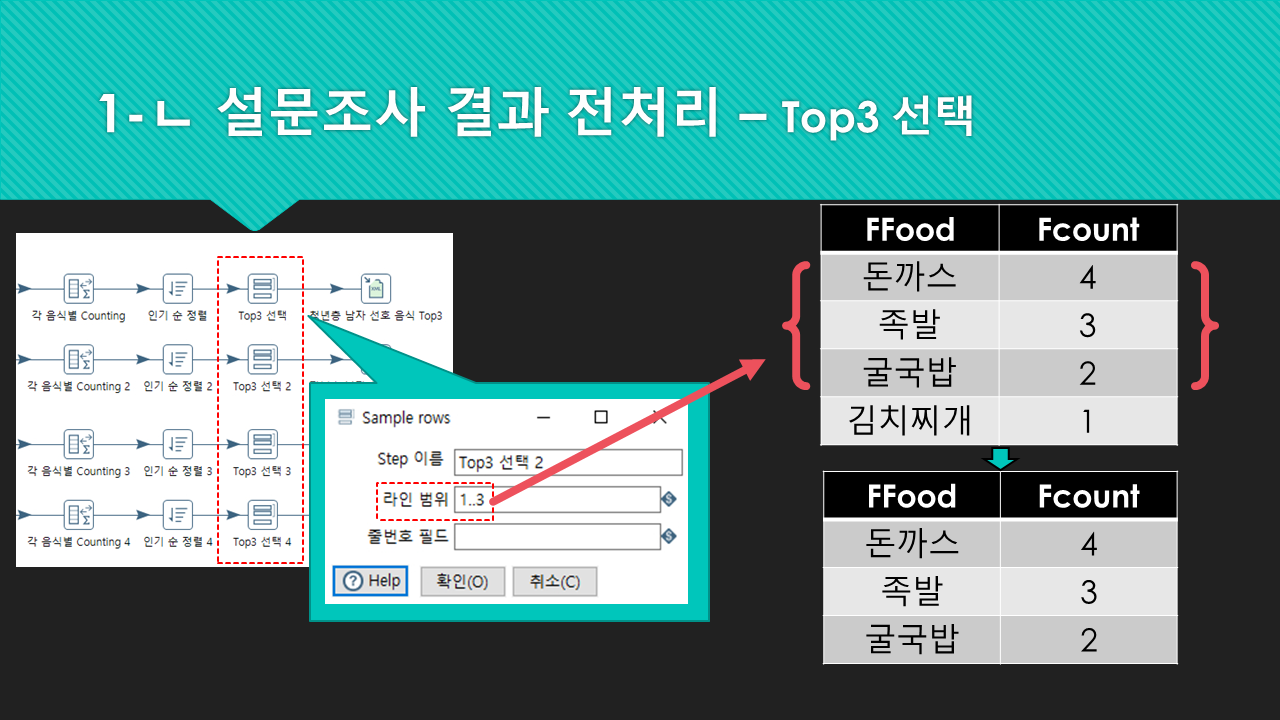 1-ㄴ 설문조사 결과 전처리 – Top3 선택
각 음식별 Counting 인기 순 정렬 Top3 선택 청년층 남자 선호 음식 Top3
각 음식별 Counting 2 인기 순 정렬 2 Top3 선택 2
각 음식별 Counting 3 인기 순 정렬 3 Top3 선택 3
각 음식별 Counting 4 인기 순 정렬 4 Top3 선택 4
Sample rows
Step 이름 Top3 선택 2
라인 범위 1..3
줄번호 필드
Help 확인(O) 취소(C)
FFood Fcount
돈까스 4
족발 3
굴국밥 2
김치찌개 1
FFood Fcount
돈까스 4
족발 3
굴국밥 2